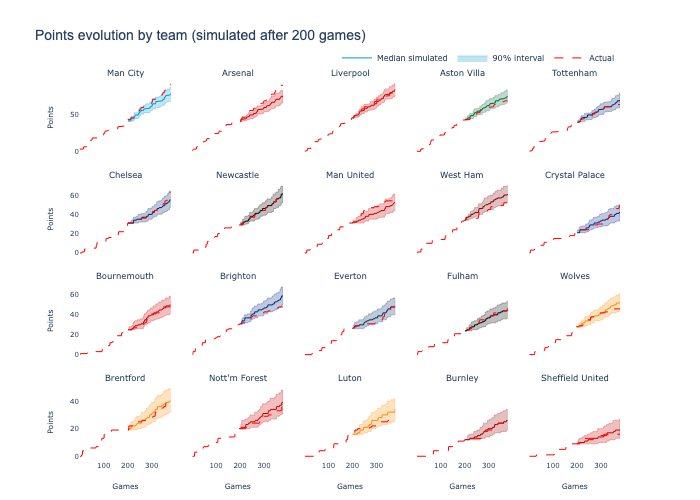 Points evolution by team (simulated after 200 games)
Median simulated 90% interval Actual
Man City Arsenal Liverpool Aston Villa Tottenham
Points
50
0
Chelsea Newcastle Man United West Ham Crystal Palace
Points
60
40
20
0
Bournemouth Brighton Everton Fulham Wolves
Points
60
40
20
0
Brentford Nott'm Forest Luton Burnley Sheffield United
Points
40
20
0
100 200 300 100 200 300 100 200 300 100 200 300 100 200 300
Games Games Games Games Games